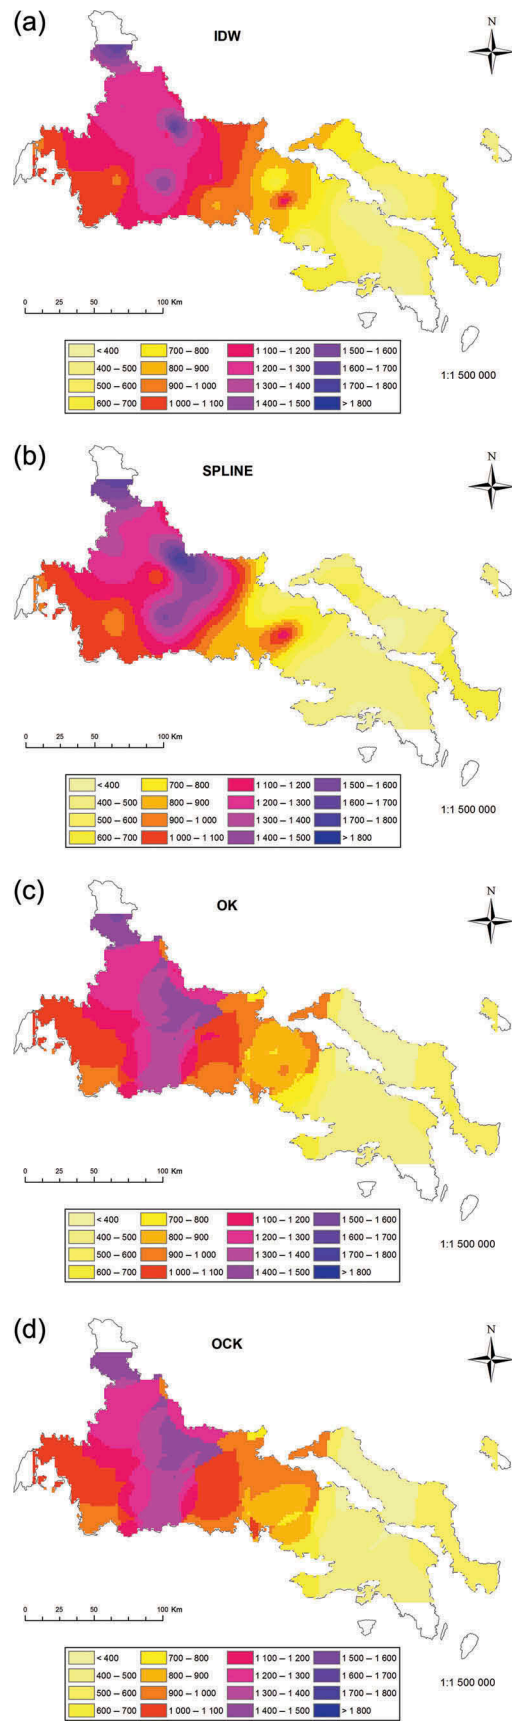 (a)
IDW
N
0 25 50 100 Km
< 400 700 – 800 1 100 – 1 200 1 500 – 1 600
400 – 500 800 – 900 1 200 – 1 300 1 600 – 1 700
500 – 600 900 – 1 000 1 300 – 1 400 1 700 – 1 800
600 – 700 1 000 – 1 100 1 400 – 1 500 > 1 800
1:1 500 000
(b)
SPLINE
N
0 25 50 100 Km
< 400 700 – 800 1 100 – 1 200 1 500 – 1 600
400 – 500 800 – 900 1 200 – 1 300 1 600 – 1 700
500 – 600 900 – 1 000 1 300 – 1 400 1 700 – 1 800
600 – 700 1 000 – 1 100 1 400 – 1 500 > 1 800
1:1 500 000
(c)
OK
N
0 25 50 100 Km
< 400 700 – 800 1 100 – 1 200 1 500 – 1 600
400 – 500 800 – 900 1 200 – 1 300 1 600 – 1 700
500 – 600 900 – 1 000 1 300 – 1 400 1 700 – 1 800
600 – 700 1 000 – 1 100 1 400 – 1 500 > 1 800
1:1 500 000
(d)
OCK
N
0 25 50 100 Km
< 400 700 – 800 1 100 – 1 200 1 500 – 1 600
400 – 500 800 – 900 1 200 – 1 300 1 600 – 1 700
500 – 600 900 – 1 000 1 300 – 1 400 1 700 – 1 800
600 – 700 1 000 – 1 100 1 400 – 1 500 > 1 800
1:1 500 000